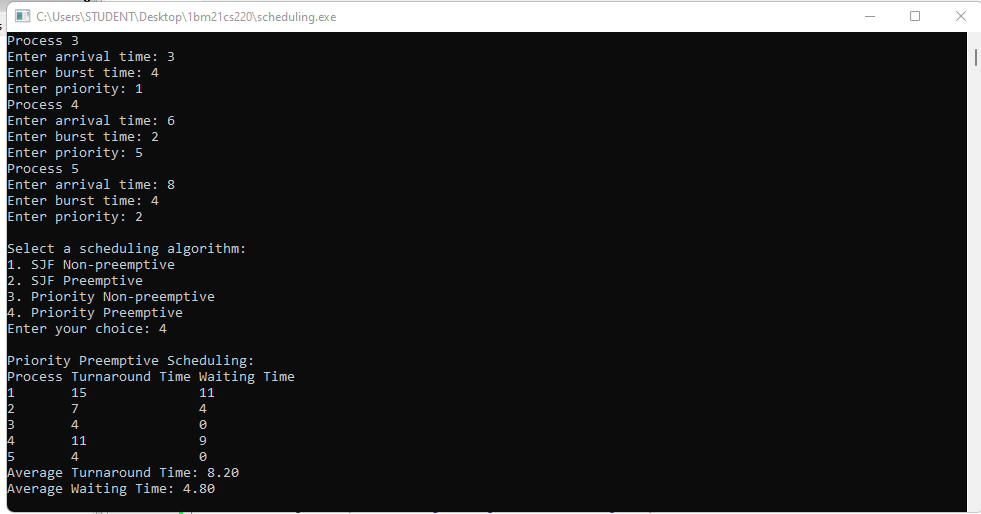 C:\Users\STUDENT\Desktop\1bm21cs220\scheduling.exe
Process 3
Enter arrival time: 3
Enter burst time: 4
Enter priority: 1
Process 4
Enter arrival time: 6
Enter burst time: 2
Enter priority: 5
Process 5
Enter arrival time: 8
Enter burst time: 4
Enter priority: 2
Select a scheduling algorithm:
1. SJF Non-preemptive
2. SJF Preemptive
3. Priority Non-preemptive
4. Priority Preemptive
Enter your choice: 4
Priority Preemptive Scheduling:
Process Turnaround Time Waiting Time
1 15 11
2 7 4
3 4 0
4 11 9
5 4 0
Average Turnaround Time: 8.20
Average Waiting Time: 4.80